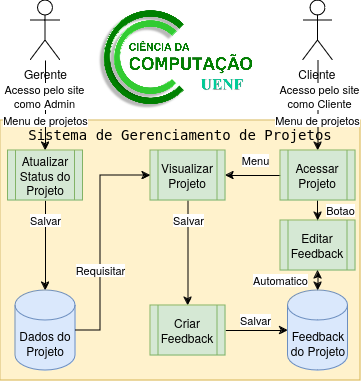 CIÊNCIA DA
COMPUTAÇÃO
UENF
Gerente
Acesso pelo site
como Admin
Menu de projetos
Cliente
Acesso pelo site
como Cliente
Menu de projetos
Sistema de Gerenciamento de Projetos
Atualizar
Status do
Projeto
Visualizar
Projeto
Menu
Acessar
Projeto
Salvar
Salvar
Botao
Editar
Feedback
Requisitar
Automatico
Dados do
Projeto
Criar
Feedback
Salvar
Feedback
do Projeto